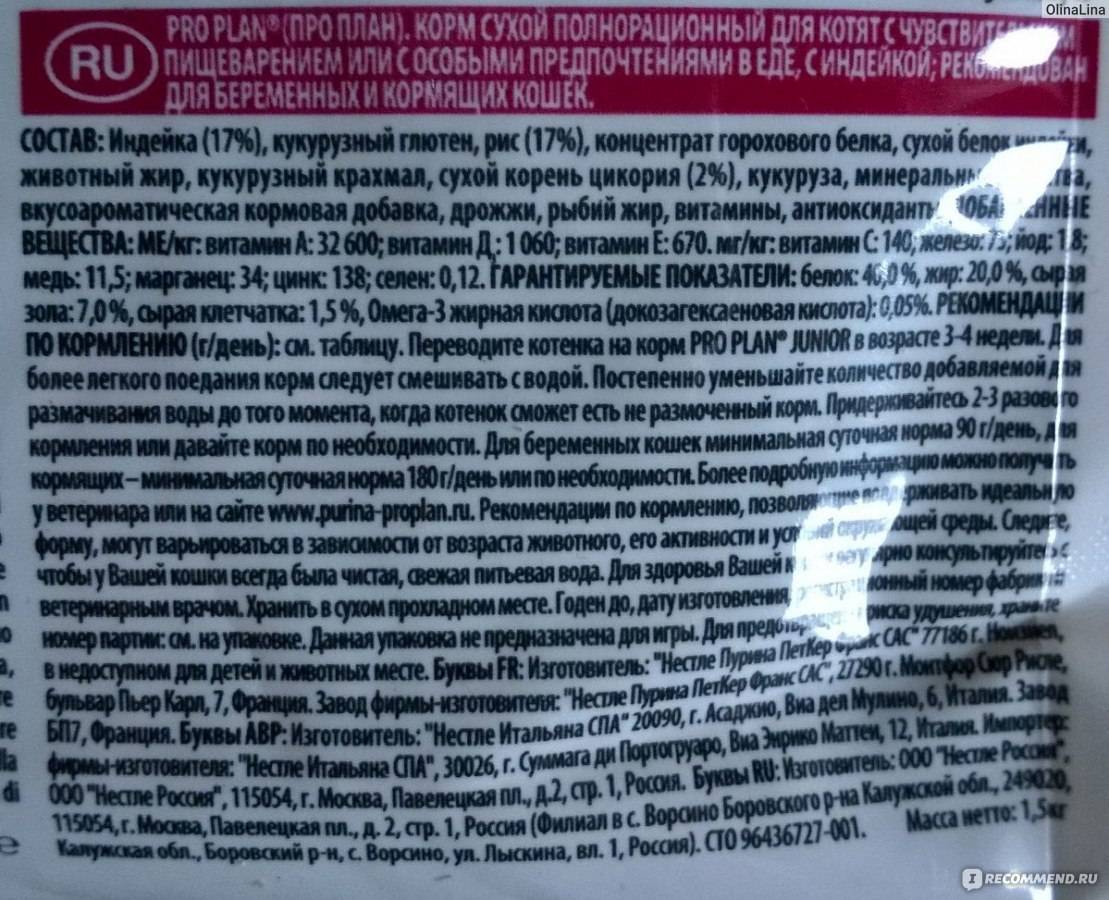 OlinaLina
RU
PRO PLAN® (ПРО ПЛАН). КОРМ СУХОЙ ПОЛНОРАЦИОННЫЙ ДЛЯ КОТЯТ С
ПИЩЕВАРЕНИЕМ ИЛИ С ОСОБЫМИ ПРЕДПОЧТЕНИЯМИ В ЕДЕ, С ИНДЕЙКОЙ; РЕКОМЕНДОВАН
ДЛЯ БЕРЕМЕННЫХ И КОРМЯЩИХ КОШЕК.
СОСТАВ: Индейка (17%), кукурузный глютен, рис (17%), концентрат горохового белка, сухой белок
животный жир, кукурузный крахмал, сухой корень цикория (2%), кукуруза,
вкусоароматическая кормовая добавка, дрожжи, рыбий жир, витамины, антиоксиданты.
ВЕЩЕСТВА: МЕ/кг: витамин А: 32 600; витамин Д: 1 060; витамин Е: 670. мг/кг: витамин С: 140; железо: 75; йод: 1,8;
медь: 11,5; марганец: 34; цинк: 138; селен: 0,12. ГАРАНТИРУЕМЫЕ ПОКАЗАТЕЛИ: белок: 40,0 %, жир: 20,0 %, сырая
зола: 7,0 %, сырая клетчатка: 1,5 %, Омега-3 жирная кислота (докозагексаеновая кислота): 0,05%. РЕКОМЕНДАЦИИ
ПО КОРМЛЕНИЮ (г/день): см. таблицу. Переводите котенка на корм PRO PLAN® JUNIOR в возрасте 3-4 недели. Для
более легкого поедания корм следует смешивать с водой. Постепенно уменьшайте количество добавляемой для
размачивания воды до того момента, когда котенок сможет есть не размоченный корм. Придерживайтесь 2-3 разового
кормления или давайте корм по необходимости. Для беременных кошек минимальная суточная норма 90 г/день, для
кормящих – минимальная суточная норма 180 г/день или по необходимости. Более подробную информацию можно получить
у ветеринара или на сайте www.purina-proplan.ru. Рекомендации по кормлению, позволяющие поддерживать идеальную
форму, могут варьироваться в зависимости от возраста животного, его активности и условий окружающей среды. Следите,
чтобы у Вашей кошки всегда была чистая, свежая питьевая вода. Для здоровья Вашей регулярно консультируйтесь с
ветеринарным врачом. Хранить в сухом прохладном месте. Годен до, дату изготовления, регистрационный номер фабрики и
номер партии: см. на упаковке. Данная упаковка не предназначена для игры. Для предотвращения риска удушения, храните
в недоступном для детей и животных месте. Буквы FR: Изготовитель: "Нестле Пурина ПетКер Франс САС" 77186 г. Нойзиел,
бульвар Пьер Карл, 7, Франция. Завод фирмы-изготовителя: "Нестле Пурина ПетКер Франс САС", 27290 г. Монтфор Сюр Рисле,
БП7, Франция. Буквы АВР: Изготовитель: "Нестле Итальяна СПА" 20090, г. Асаджио, Виа дел Мулино, 6, Италия. Завод
фирмы-изготовителя: "Нестле Итальяна СПА", 30026, г. Суммага ди Портогруаро, Виа Энрико Маттеи, 12, Италия. Импортер:
ООО "Нестле Россия", 115054, г. Москва, Павелецкая пл., д.2, стр. 1, Россия. Буквы RU: Изготовитель: ООО "Нестле Россия",
115054, г. Москва, Павелецкая пл., д. 2, стр. 1, Россия (Филиал в с. Ворсино Боровского р-на Калужской обл., 249020,
Калужская обл., Боровский р-н, с. Ворсино, ул. Лыскина, вл. 1, Россия). СТО 96436727-001. Масса нетто: 1,5кг
IRECOMMEND.RU